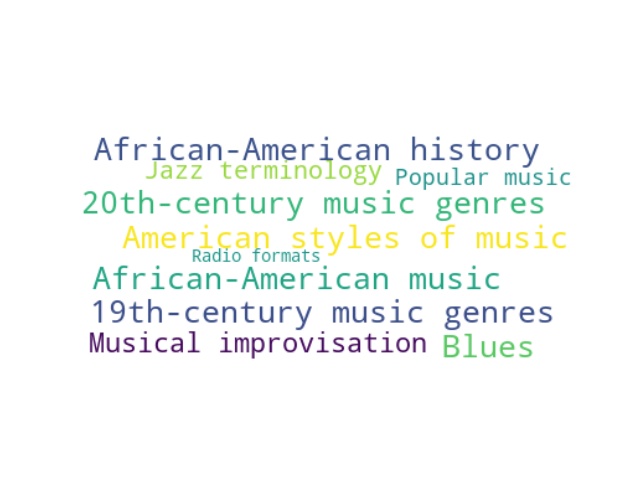 African-American history
Jazz terminology Popular music
20th-century music genres
American styles of music
Radio formats
African-American music
19th-century music genres
Musical improvisation Blues